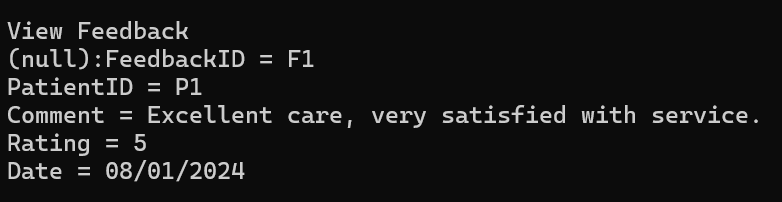 View Feedback
(null):FeedbackID = F1
PatientID = P1
Comment = Excellent care, very satisfied with service.
Rating = 5
Date = 08/01/2024